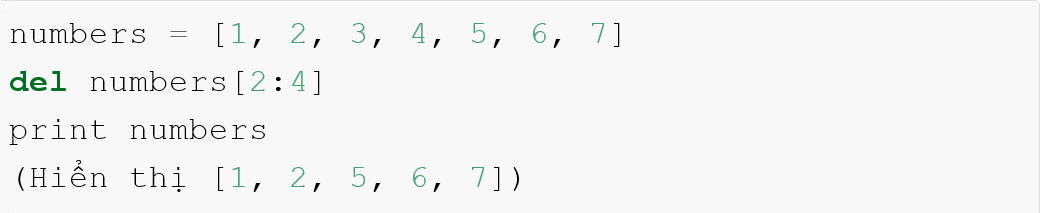 numbers = [1, 2, 3, 4, 5, 6, 7]
del numbers[2:4]
print numbers
(Hiển thị [1, 2, 5, 6, 7])